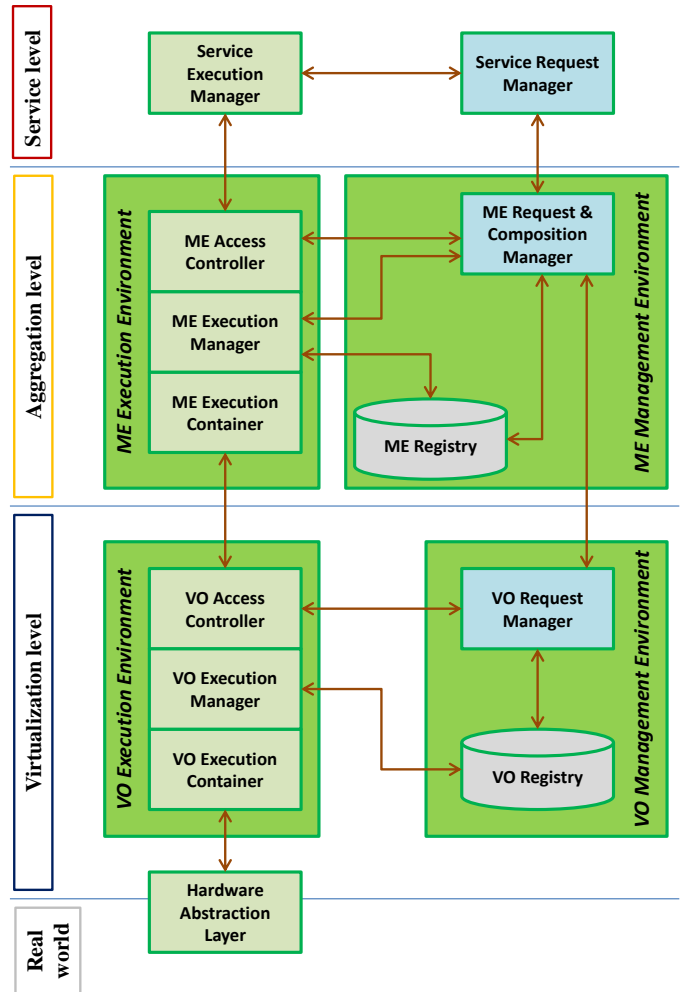 Service level
Service
Execution
Manager
Service Request
Manager
Aggregation level
ME Execution Environment
ME Access
Controller
ME Execution
Manager
ME Execution
Container
ME Request &
Composition
Manager
ME Registry
ME Management Environment
Virtualization level
VO Execution Environment
VO Access
Controller
VO Execution
Manager
VO Execution
Container
VO Request
Manager
VO Registry
VO Management Environment
Real
world
Hardware
Abstraction
Layer